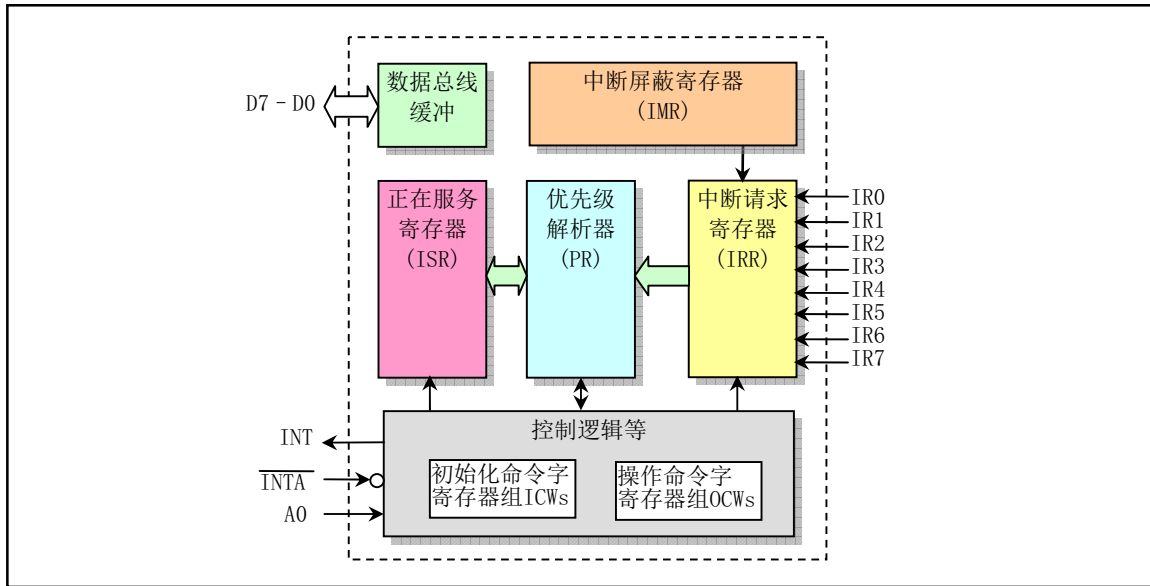 数据总线
缓冲
中断屏蔽寄存器
(IMR)
D7－D0
正在服务
寄存器
(ISR)
优先级
解析器
(PR)
中断请求
寄存器
(IRR)
IR0
IR1
IR2
IR3
IR4
IR5
IR6
IR7
控制逻辑等
INT
INTA
A0
初始化命令字
寄存器组ICWs
操作命令字
寄存器组OCWs